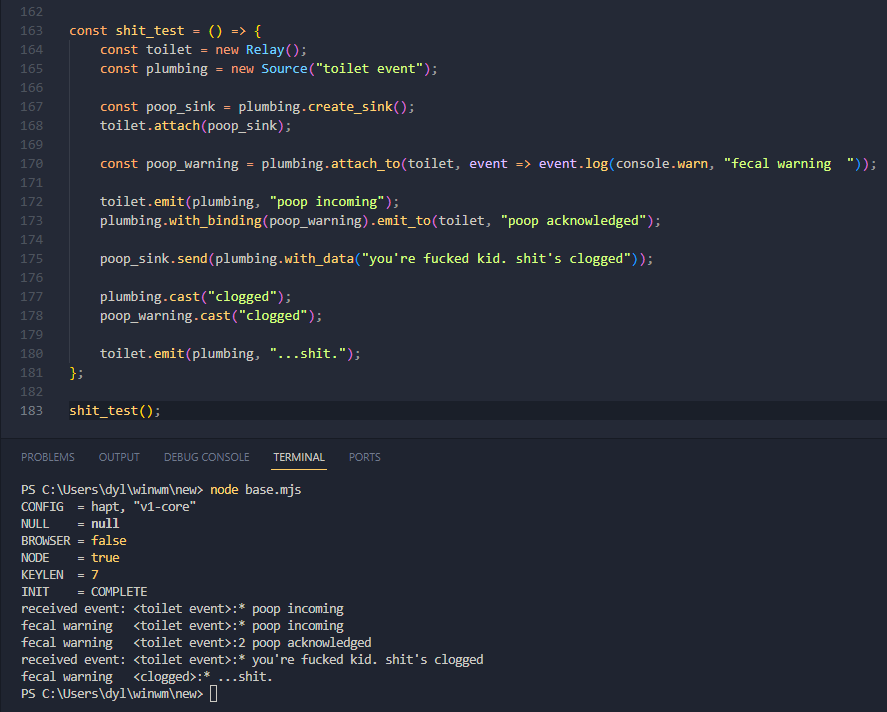 162
163 const shit_test = () => {
164 const toilet = new Relay();
165 const plumbing = new Source("toilet event");
166
167 const poop_sink = plumbing.create_sink();
168 toilet.attach(poop_sink);
169
170 const poop_warning = plumbing.attach_to(toilet, event => event.log(console.warn, "fecal warning  "));
171
172 toilet.emit(plumbing, "poop incoming");
173 plumbing.with_binding(poop_warning).emit_to(toilet, "poop acknowledged");
174
175 poop_sink.send(plumbing.with_data("you're fucked kid. shit's clogged"));
176
177 plumbing.cast("clogged");
178 poop_warning.cast("clogged");
179
180 toilet.emit(plumbing, "...shit.");
181 };
182
183 shit_test();
PROBLEMS OUTPUT DEBUG CONSOLE TERMINAL PORTS
PS C:\Users\dyl\winwm\new> node base.mjs
CONFIG = hapt, "v1-core"
NULL = null
BROWSER = false
NODE = true
KEYLEN = 7
INIT = COMPLETE
received event: <toilet event>:* poop incoming
fecal warning <toilet event>:* poop incoming
fecal warning <toilet event>:2 poop acknowledged
received event: <toilet event>:* you're fucked kid. shit's clogged
fecal warning <clogged>:* ...shit.
PS C:\Users\dyl\winwm\new>